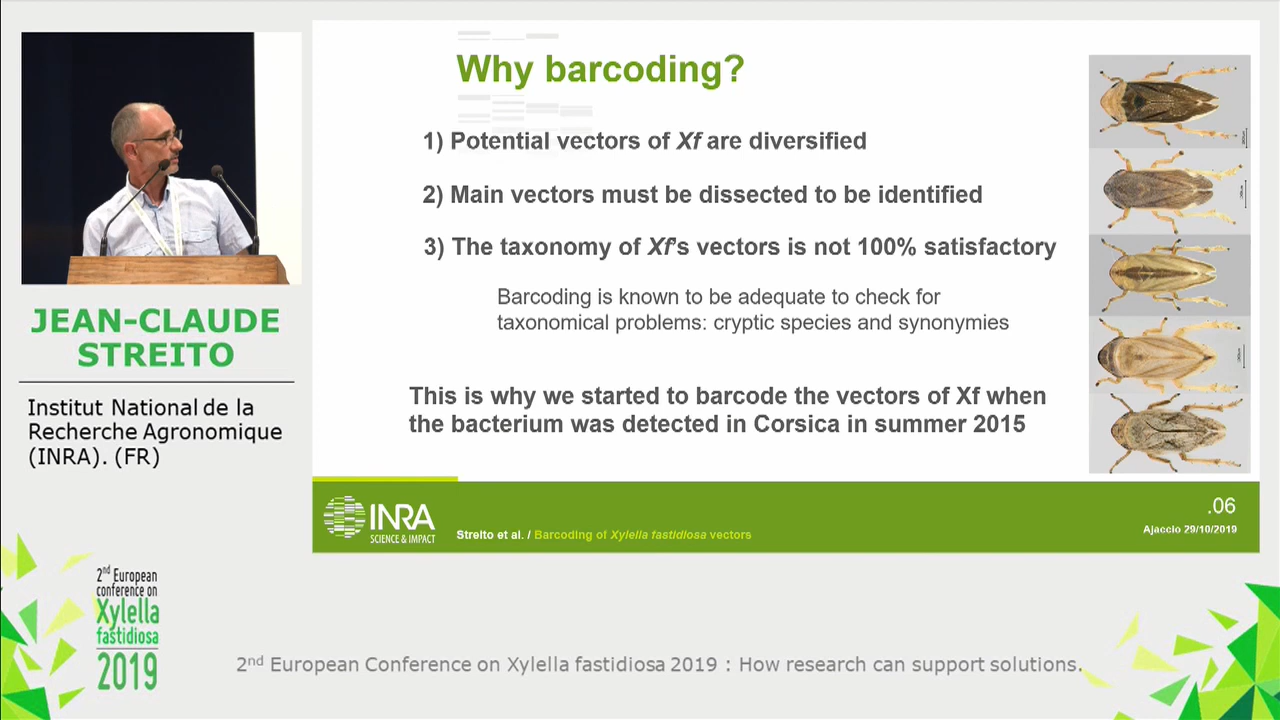 Why barcoding?
1) Potential vectors of Xf are diversified
2) Main vectors must be dissected to be identified
3) The taxonomy of Xf's vectors is not 100% satisfactory
Barcoding is known to be adequate to check for
taxonomical problems: cryptic species and synonymies
This is why we started to barcode the vectors of Xf when
the bacterium was detected in Corsica in summer 2015
INRA
SCIENCE & IMPACT
Streito et al. / Barcoding of Xylella fastidiosa vectors
.06
Ajaccio 29/10/2019
JEAN-CLAUDE
STREITO
Institut National de la
Recherche Agronomique
(INRA). (FR)
2nd European
conference on
Xylella
fastidiosa
2019
2nd European Conference on Xylella fastidiosa 2019 : How research can support solutions.